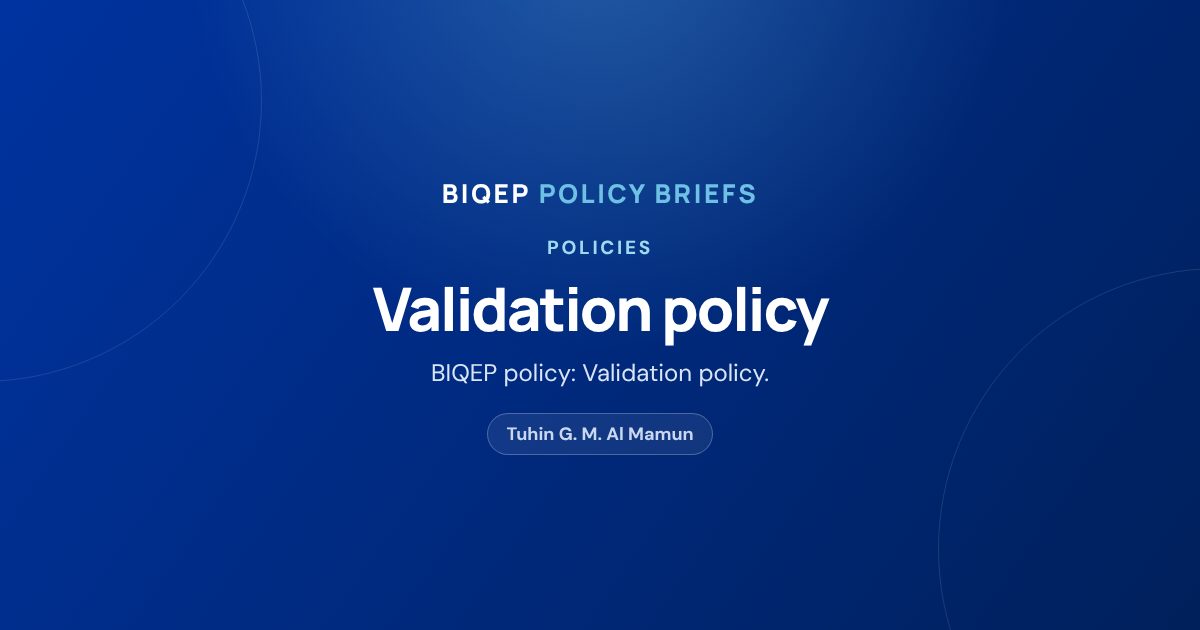 BIQEP POLICY BRIEFS
POLICIES
Validation policy
BIQEP policy: Validation policy.
Tuhin G. M. Al Mamun